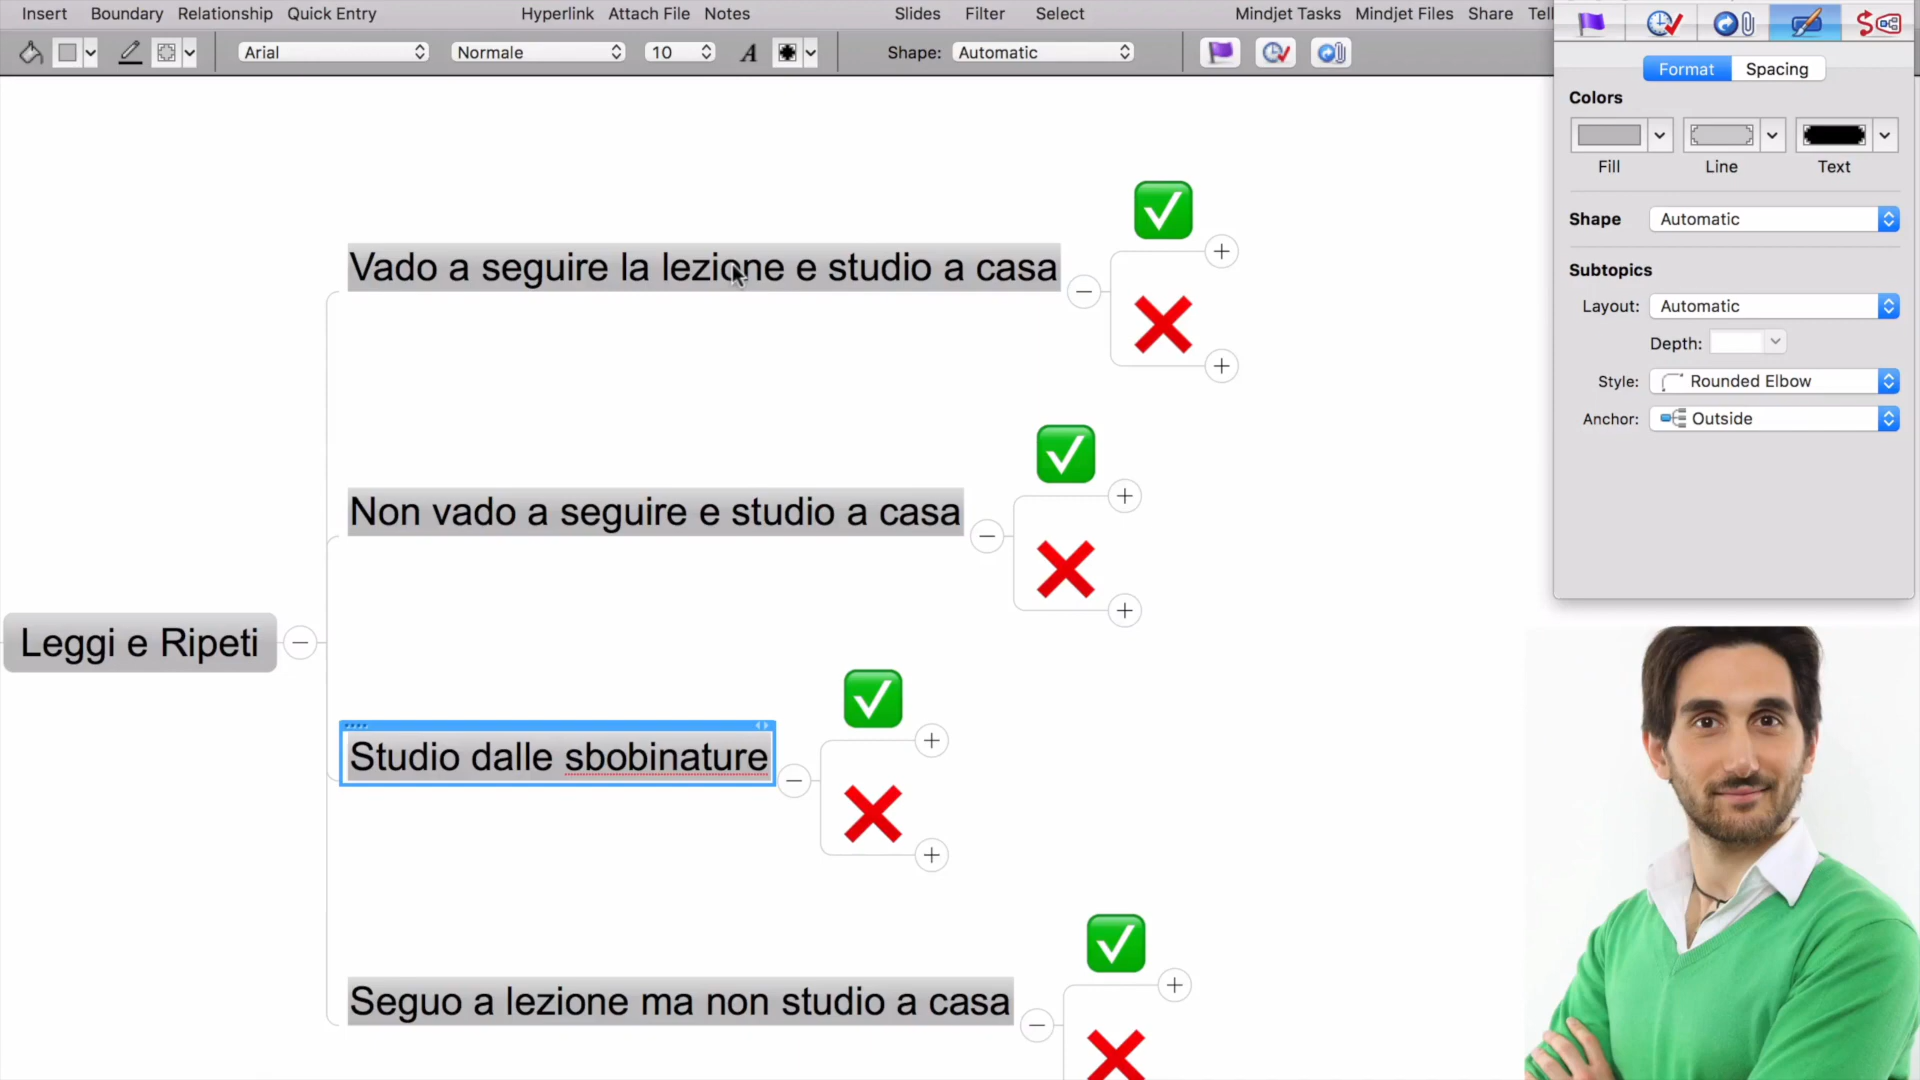 Insert Boundary Relationship Quick Entry Hyperlink Attach File Notes Slides Filter Select Mindjet Tasks Mindjet Files Share Tell
Arial Normale 10 A Shape: Automatic
Format Spacing
Colors
Fill Line Text
Shape Automatic
Subtopics
Layout: Automatic
Depth:
Style: Rounded Elbow
Anchor: Outside
Vado a seguire la lezione e studio a casa
Non vado a seguire e studio a casa
Leggi e Ripeti
Studio dalle sbobinature
Seguo a lezione ma non studio a casa